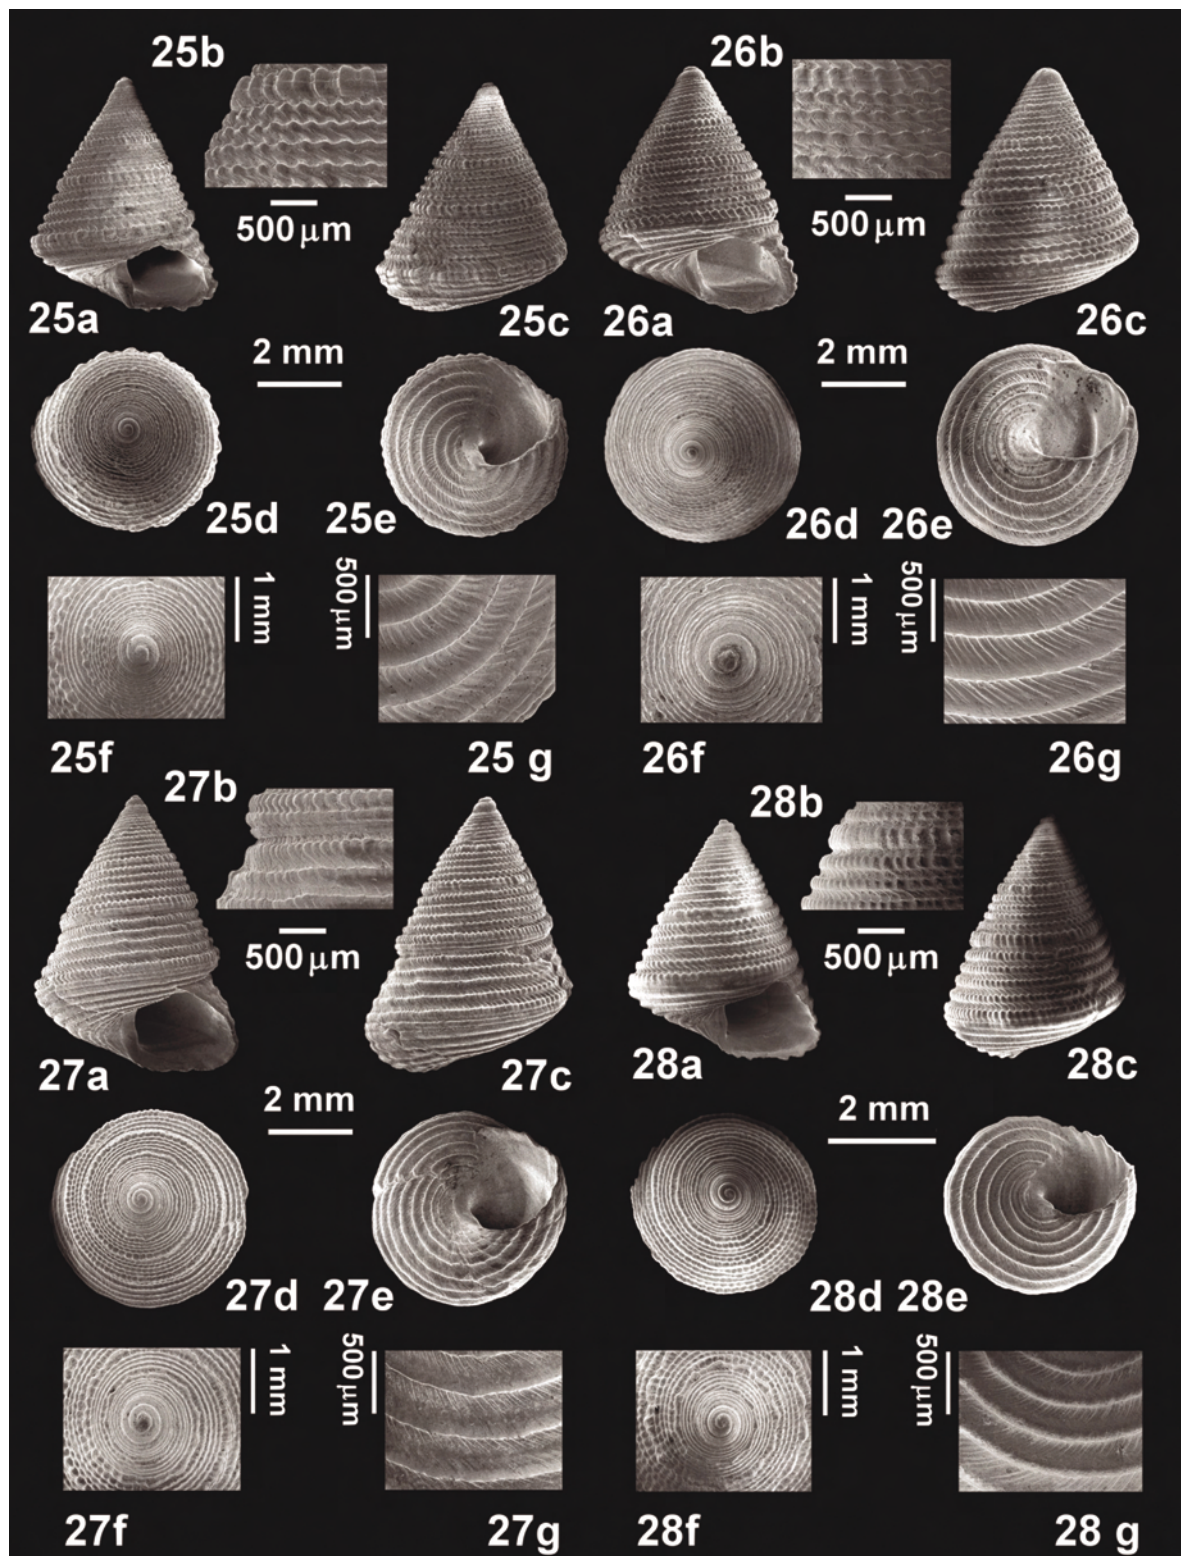 25b
26b
500 μm
500 μm
25a
25c
26a
26c
2 mm
2 mm
25d
25e
26d
26e
1 mm
500 μm
1 mm
500 μm
25f
25 g
26f
26g
27b
28b
500 μm
500 μm
27a
27c
28a
28c
2 mm
2 mm
27d
27e
28d
28e
1 mm
500 μm
1 mm
500 μm
27f
27g
28f
28 g